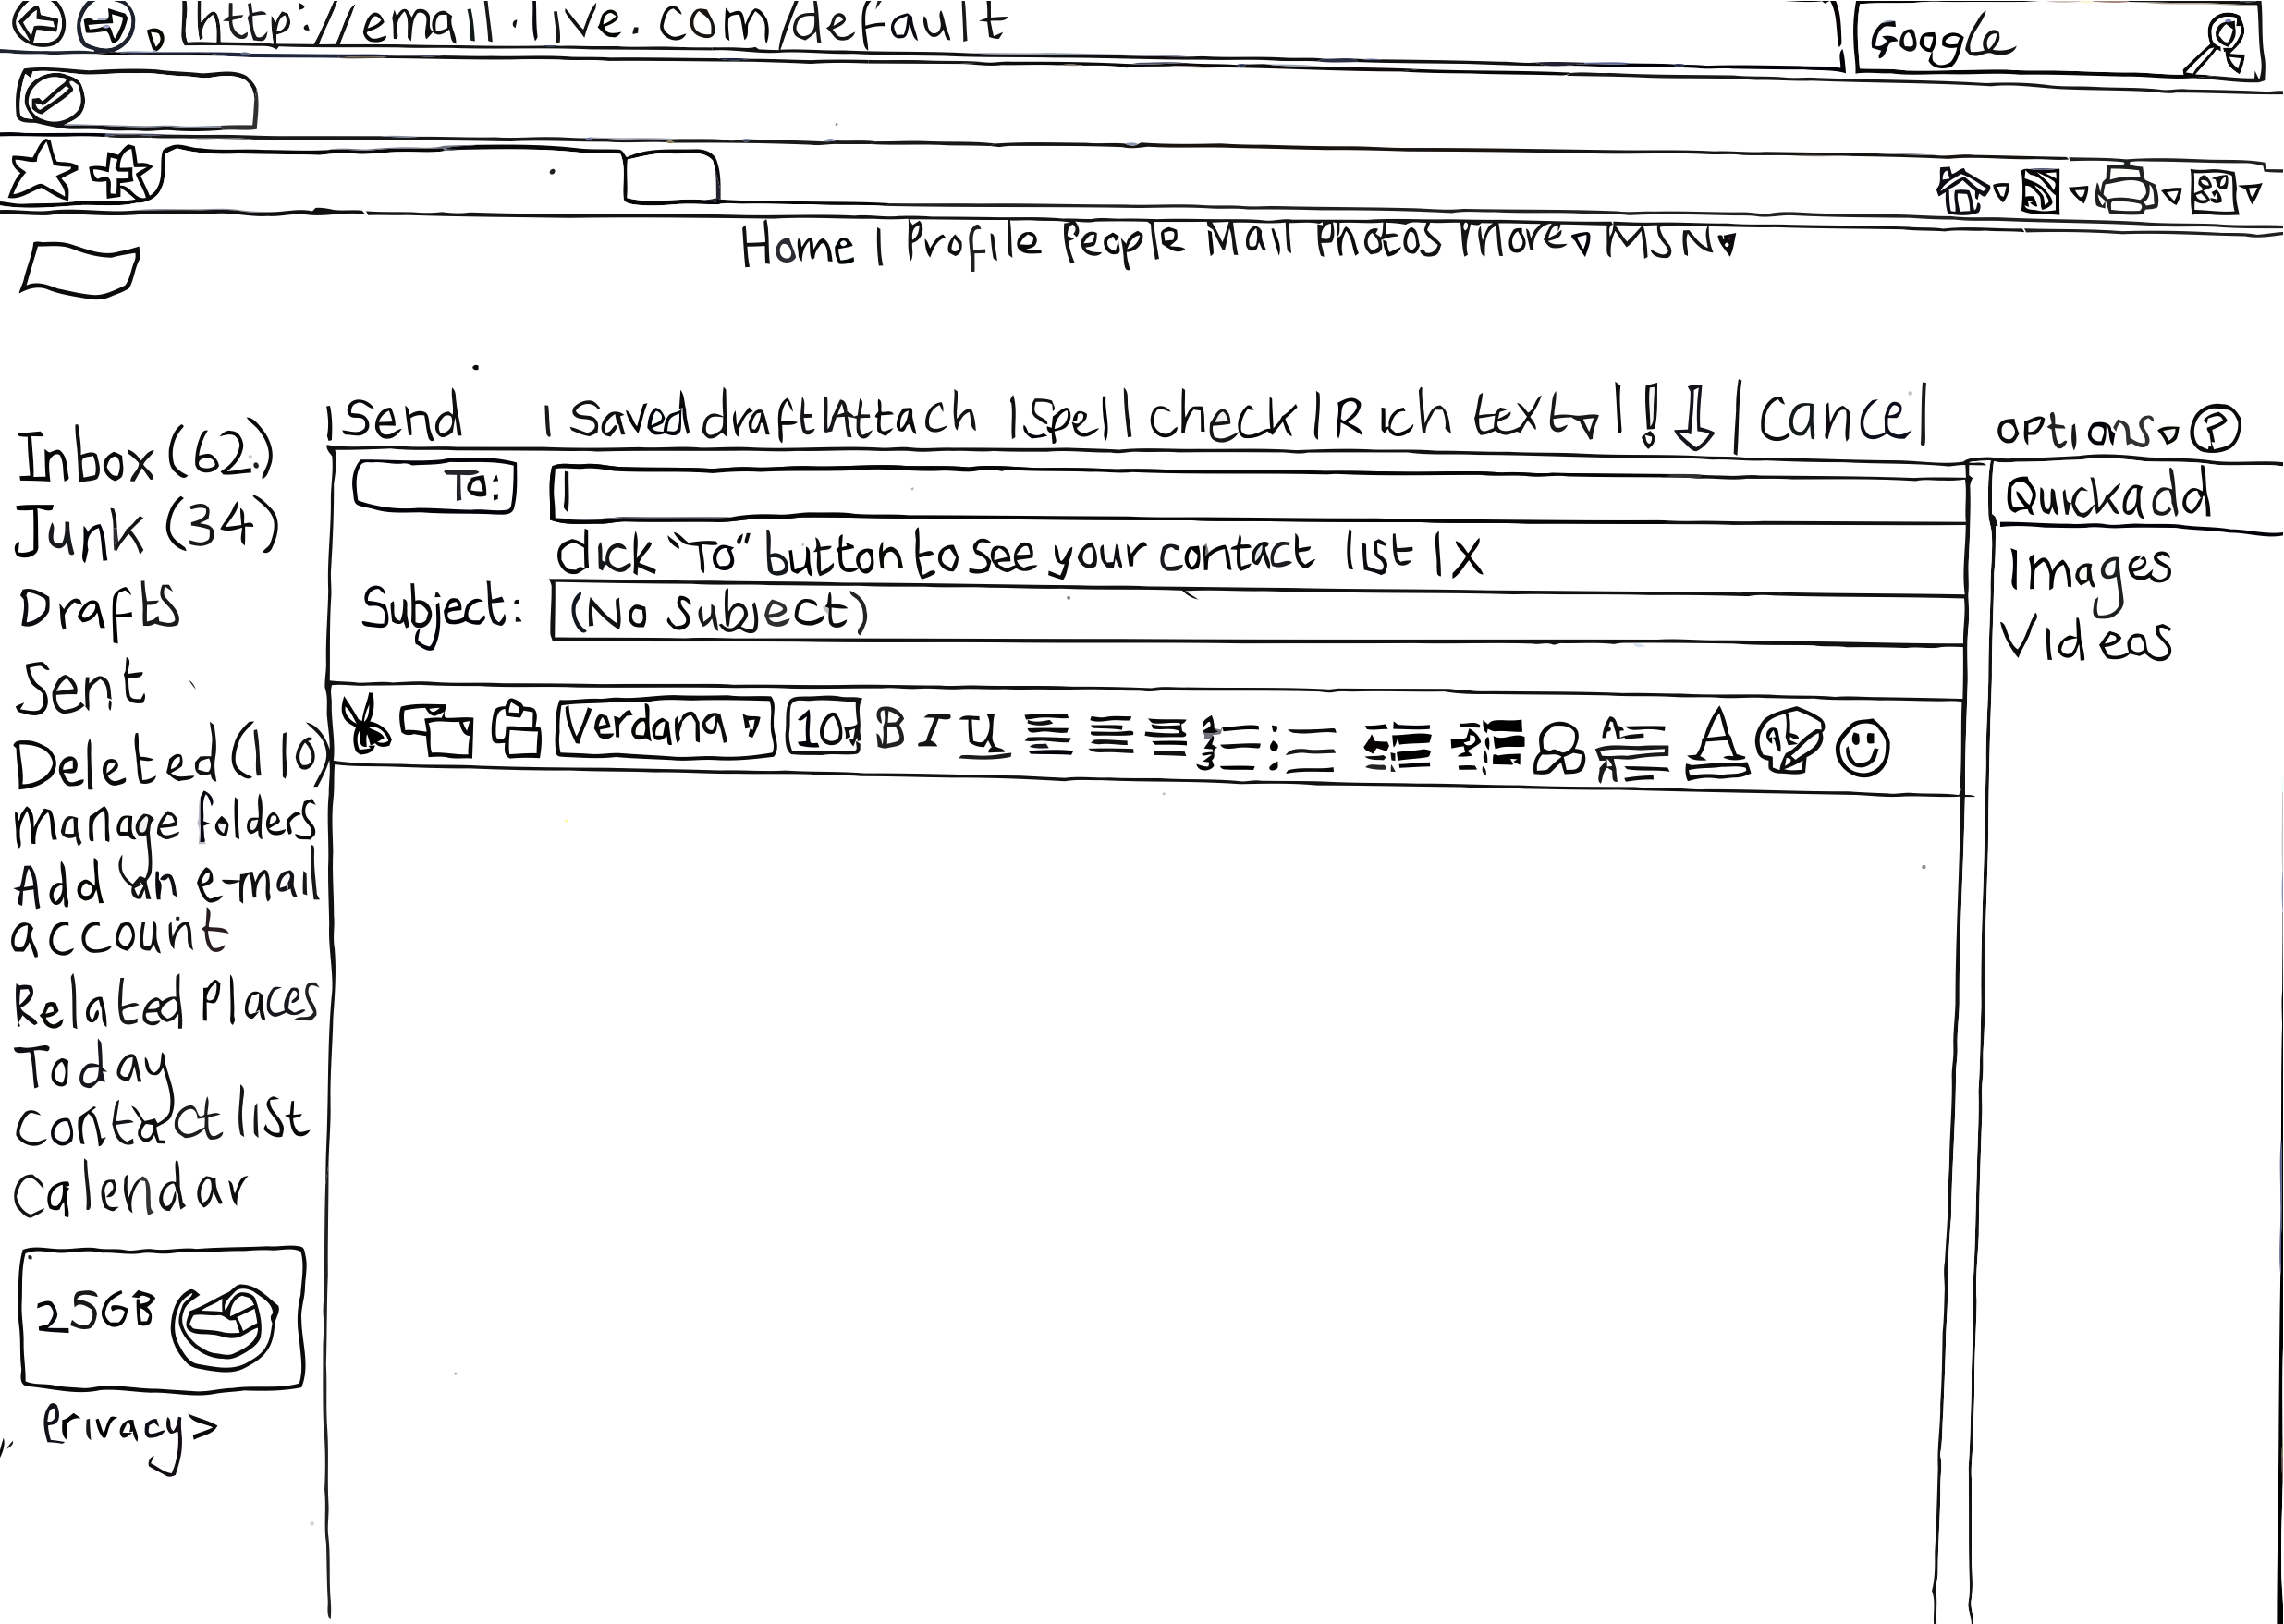 http://email.live.com/default
Google
Home | Profile People Mail Photos More MSN
Send | Save draft Attach | Spell check | Rich text | ! | Cancel
options ?
Inbox (62)
Junk (34)
Drafts
Sent
Deleted (110)
Manage folders
Add an e-mail
account
Related Places
Today
Contact list
Calendar
25GB
Privacy>
To:
Click "To" button to see your contact list | X
Subject: (No Subject)
Verdana 10 B I U A
Quickadd
Images
Videos